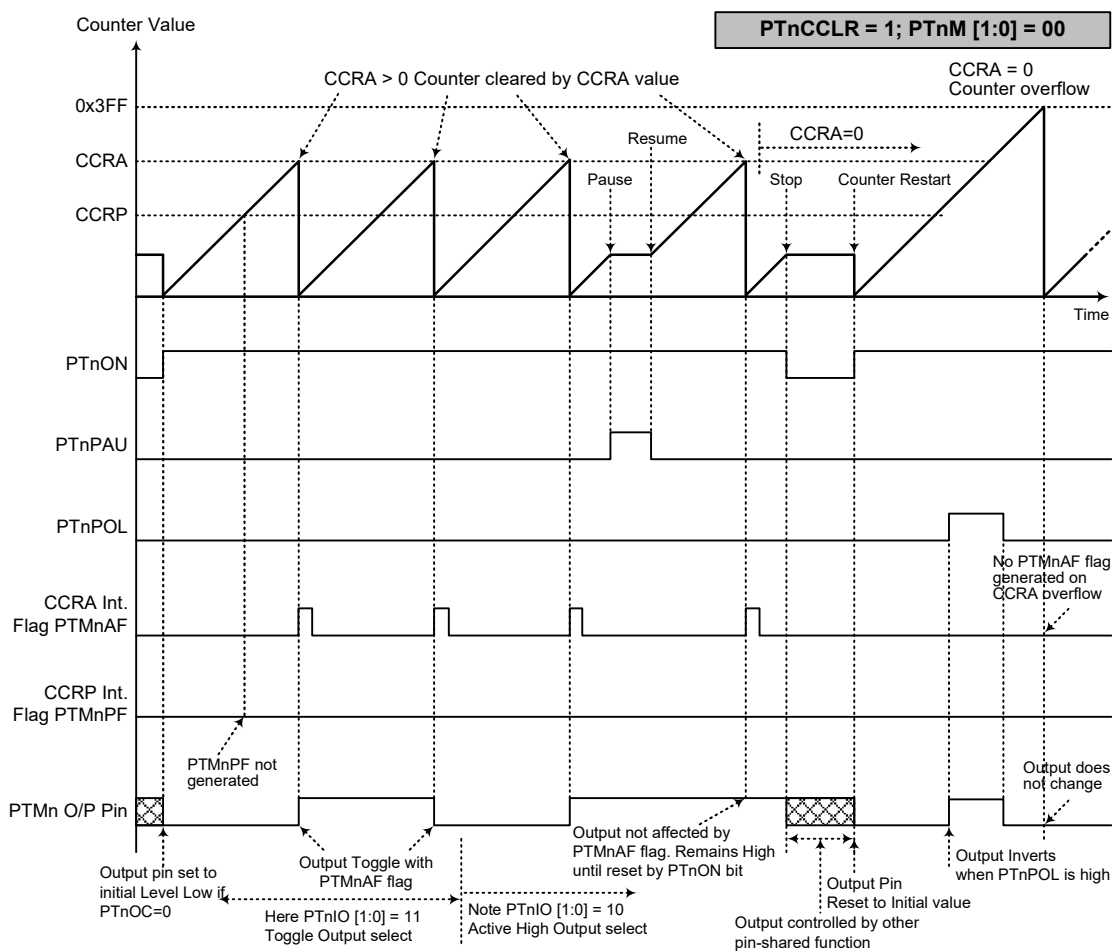 Counter Value
PTnCCLR = 1; PTnM [1:0] = 00
CCRA > 0 Counter cleared by CCRA value
CCRA = 0
Counter overflow
0x3FF
Resume
CCRA=0
CCRA
Pause
Stop
Counter Restart
CCRP
Time
PTnON
PTnPAU
PTnPOL
No PTMnAF flag
generated on
CCRA overflow
CCRA Int.
Flag PTMnAF
CCRP Int.
Flag PTMnPF
PTMnPF not
generated
Output does
not change
PTMn O/P Pin
Output pin set to
initial Level Low if
PTnOC=0
Output Toggle with
PTMnAF flag
Here PTnIO [1:0] = 11
Toggle Output select
Output not affected by
PTMnAF flag. Remains High
until reset by PTnON bit
Note PTnIO [1:0] = 10
Active High Output select
Output Pin
Reset to Initial value
Output controlled by other
pin-shared function
Output Inverts
when PTnPOL is high